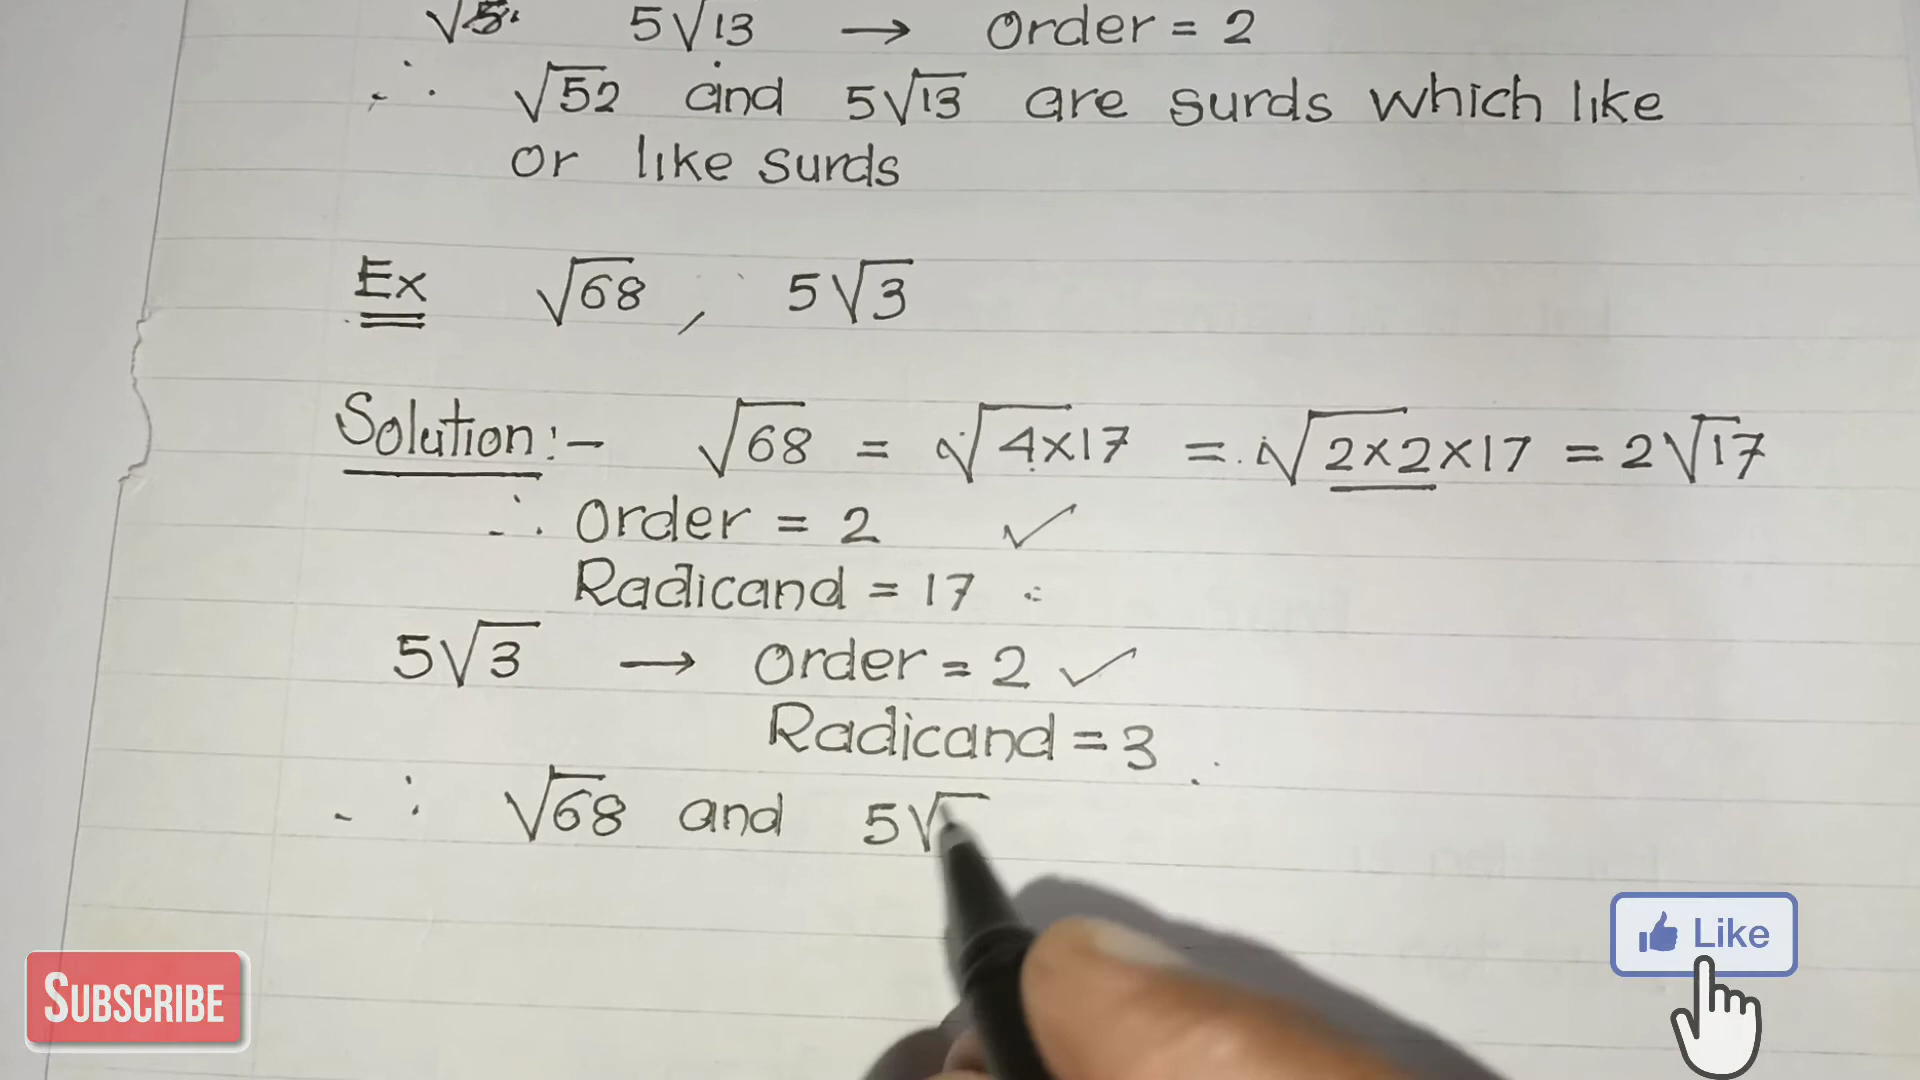 √5 5√13 → Order = 2
∴ √52 and 5√13 are surds which like
or like surds
Ex √68 , 5√3
Solution :- √68 = √4×17 = √2×2×17 = 2√17
∴ Order = 2 ✓
Radicand = 17
5√3 → Order = 2 ✓
Radicand = 3
∴ √68 and 5√
SUBSCRIBE
Like